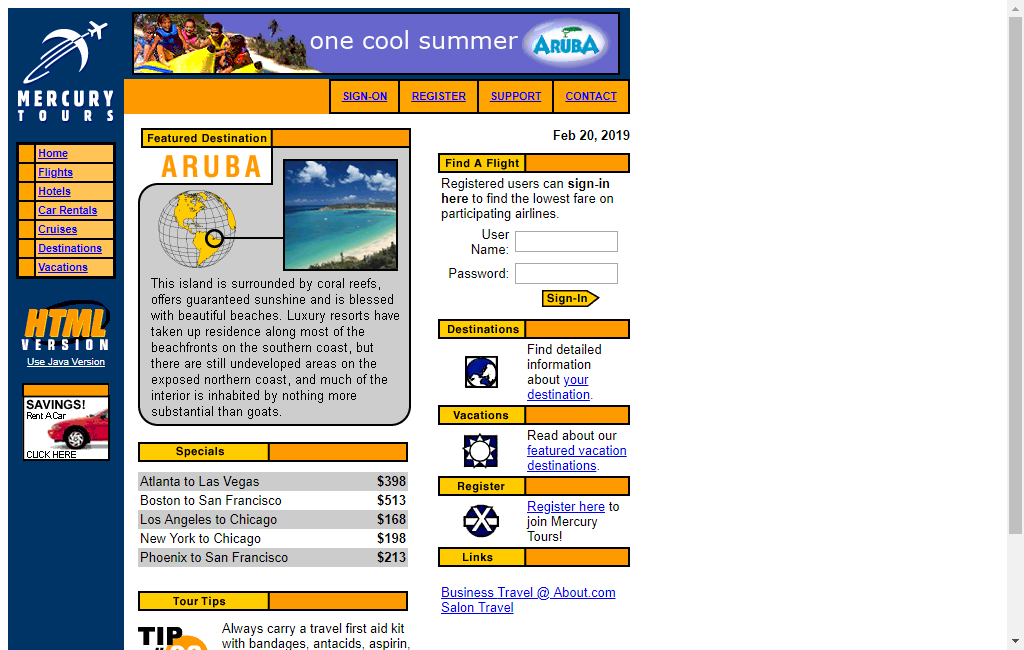 one cool summer ARUBA
MERCURY
TOURS
SIGN-ON REGISTER SUPPORT CONTACT
Home
Flights
Hotels
Car Rentals
Cruises
Destinations
Vacations
HTML
VERSION
Use Java Version
SAVINGS!
Rent A Car
CLICK HERE
Featured Destination
ARUBA
This island is surrounded by coral reefs,
offers guaranteed sunshine and is blessed
with beautiful beaches. Luxury resorts have
taken up residence along most of the
beachfronts on the southern coast, but
there are still undeveloped areas on the
exposed northern coast, and much of the
interior is inhabited by nothing more
substantial than goats.
Specials
Atlanta to Las Vegas $398
Boston to San Francisco $513
Los Angeles to Chicago $168
New York to Chicago $198
Phoenix to San Francisco $213
Tour Tips
TIP
Always carry a travel first aid kit
with bandages, antacids, aspirin,
Feb 20, 2019
Find A Flight
Registered users can sign-in
here to find the lowest fare on
participating airlines.
User
Name:
Password:
Sign-In
Destinations
Find detailed
information
about your
destination.
Vacations
Read about our
featured vacation
destinations.
Register
Register here to
join Mercury
Tours!
Links
Business Travel @ About.com
Salon Travel